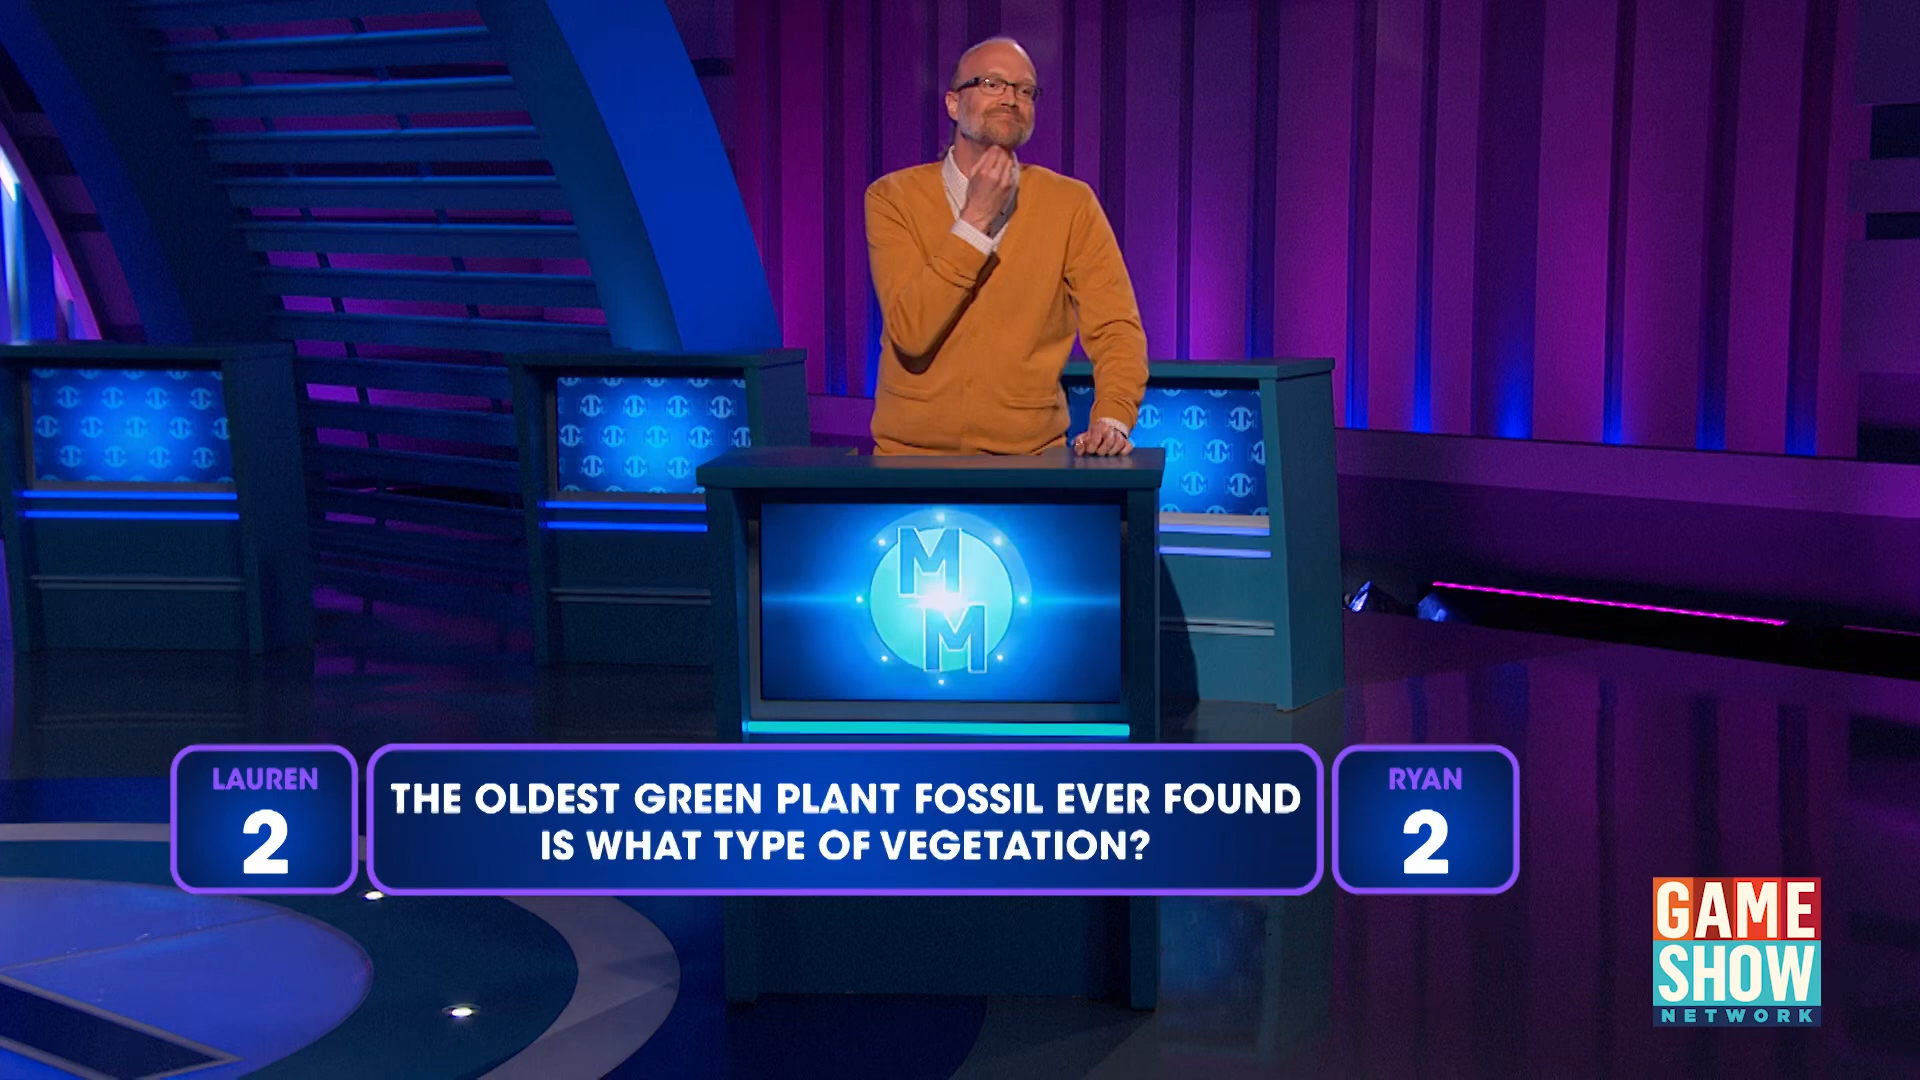 M
M
LAUREN
2
THE OLDEST GREEN PLANT FOSSIL EVER FOUND
IS WHAT TYPE OF VEGETATION?
RYAN
2
GAME
SHOW
NETWORK